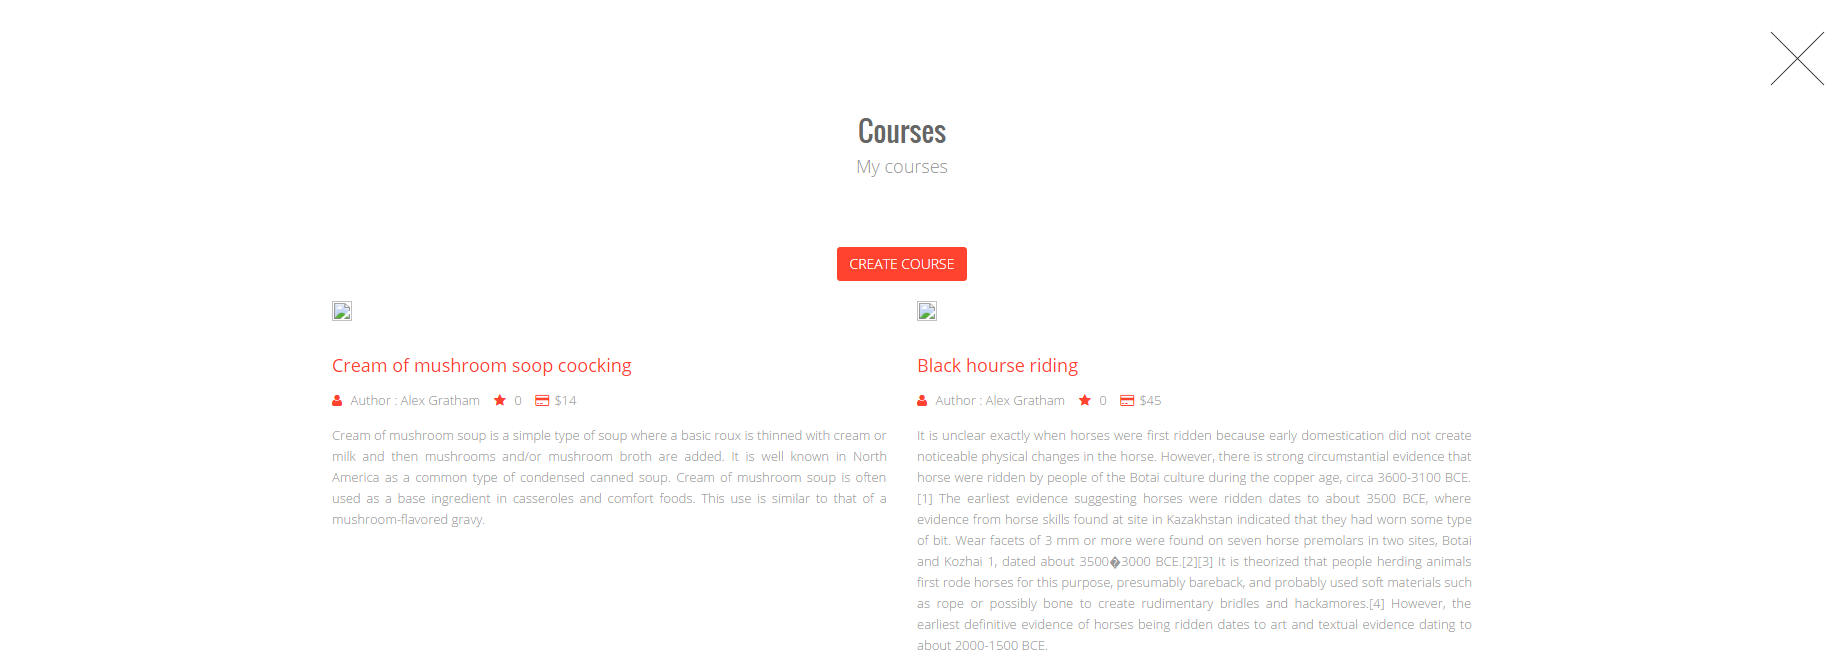 Courses
My courses
CREATE COURSE
Cream of mushroom soop coocking
Author : Alex Gratham 0 $14
Cream of mushroom soup is a simple type of soup where a basic roux is thinned with cream or
milk and then mushrooms and/or mushroom broth are added. It is well known in North
America as a common type of condensed canned soup. Cream of mushroom soup is often
used as a base ingredient in casseroles and comfort foods. This use is similar to that of a
mushroom-flavored gravy.
Black hourse riding
Author : Alex Gratham 0 $45
It is unclear exactly when horses were first ridden because early domestication did not create
noticeable physical changes in the horse. However, there is strong circumstantial evidence that
horse were ridden by people of the Botai culture during the copper age, circa 3600-3100 BCE.
[1] The earliest evidence suggesting horses were ridden dates to about 3500 BCE, where
evidence from horse skills found at site in Kazakhstan indicated that they had worn some type
of bit. Wear facets of 3 mm or more were found on seven horse premolars in two sites, Botai
and Kozhai 1, dated about 3500�3000 BCE.[2][3] It is theorized that people herding animals
first rode horses for this purpose, presumably bareback, and probably used soft materials such
as rope or possibly bone to create rudimentary bridles and hackamores.[4] However, the
earliest definitive evidence of horses being ridden dates to art and textual evidence dating to
about 2000-1500 BCE.